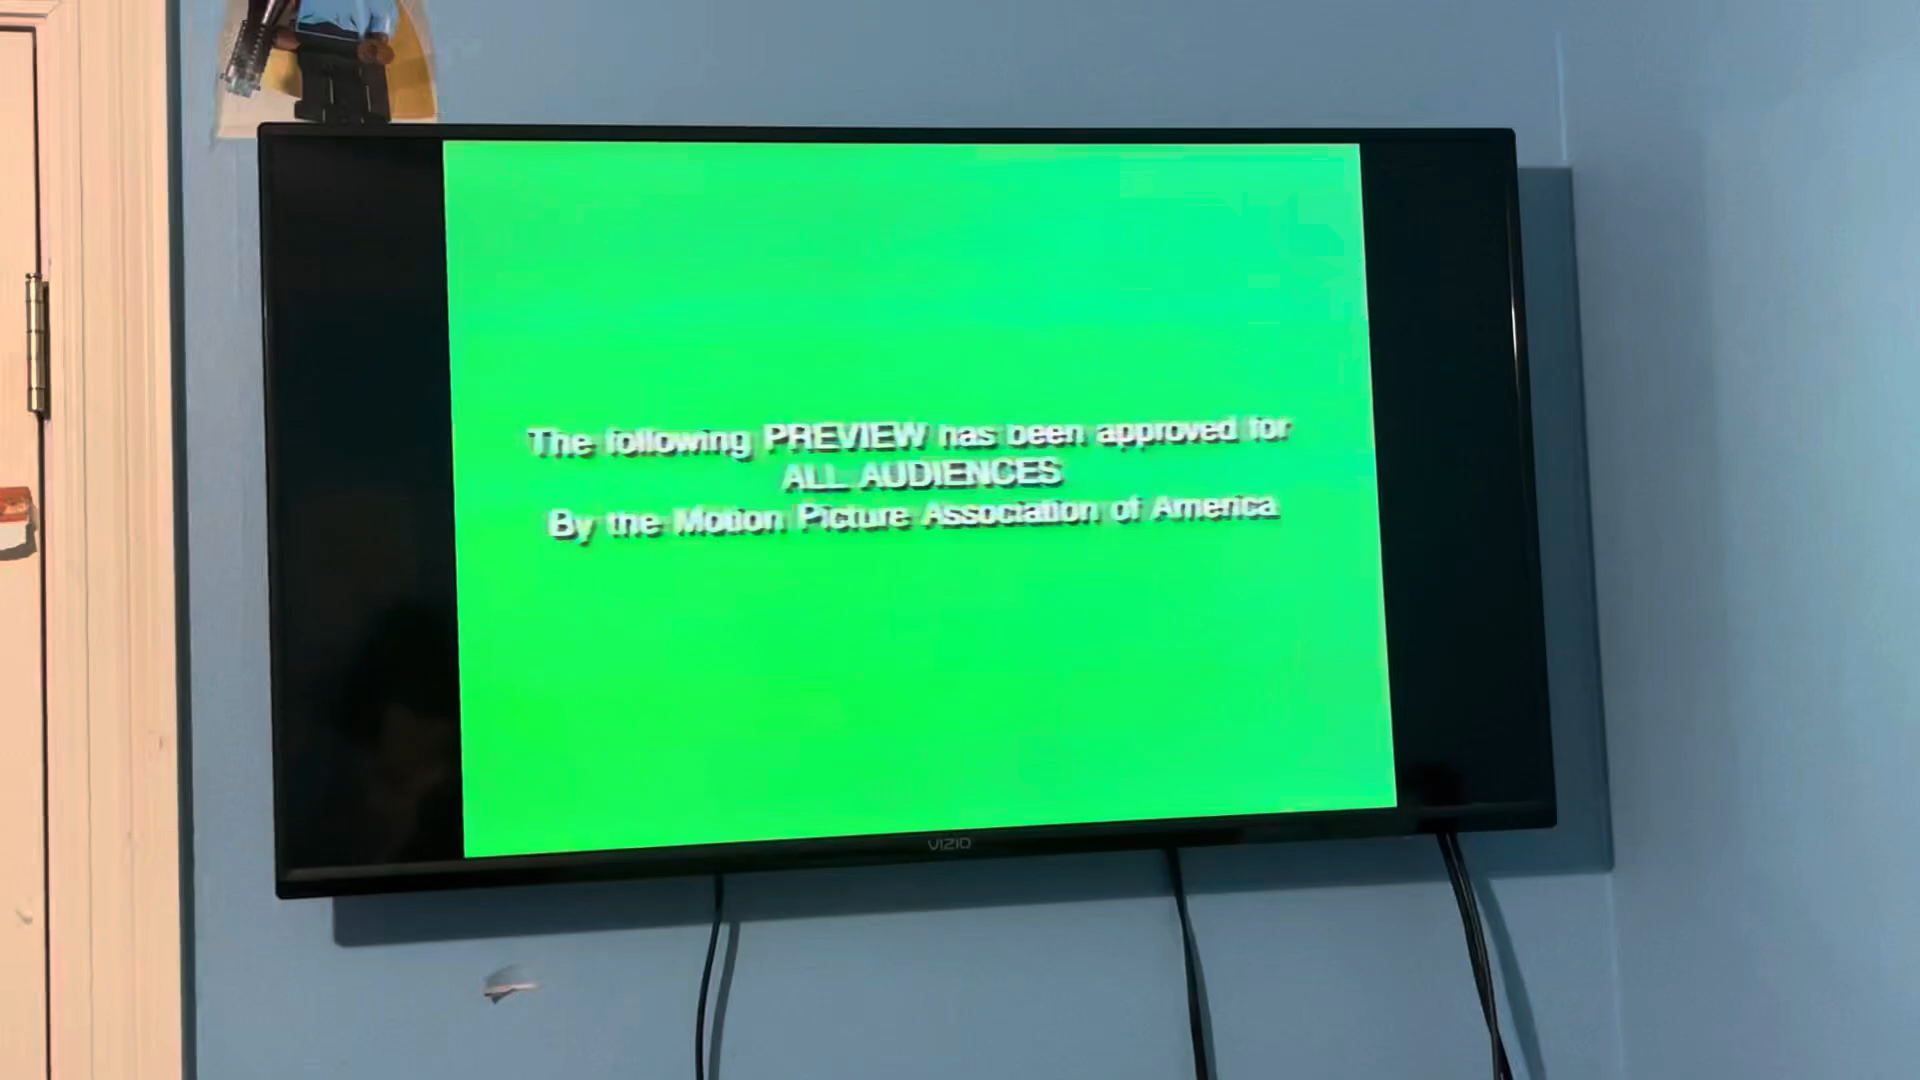 The following PREVIEW has been approved for
ALL AUDIENCES
By the Motion Picture Association of America
VIZIO